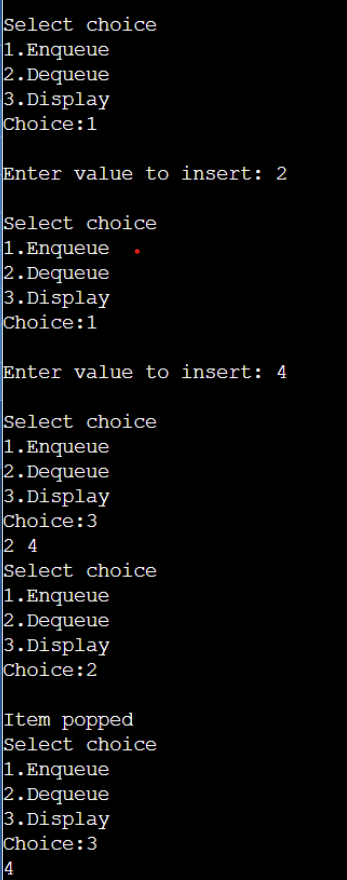 Select choice
1.Enqueue
2.Dequeue
3.Display
Choice:1
Enter value to insert: 2
Select choice
1.Enqueue
2.Dequeue
3.Display
Choice:1
Enter value to insert: 4
Select choice
1.Enqueue
2.Dequeue
3.Display
Choice:3
2 4
Select choice
1.Enqueue
2.Dequeue
3.Display
Choice:2
Item popped
Select choice
1.Enqueue
2.Dequeue
3.Display
Choice:3
4